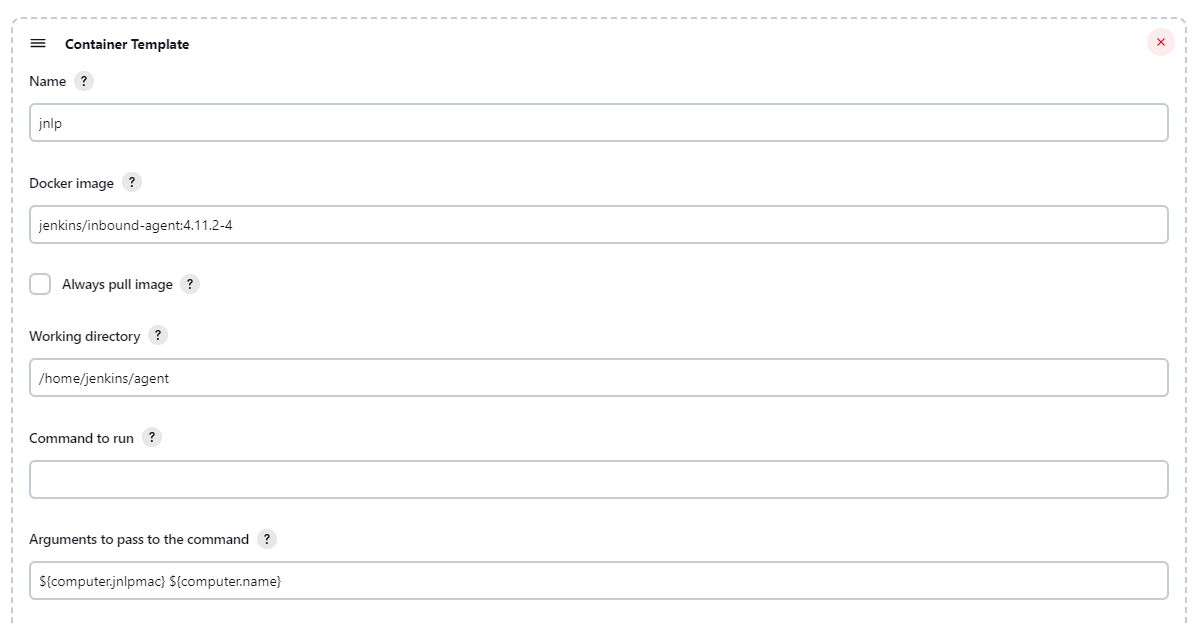 Container Template
Name ?
jnlp
Docker image ?
jenkins/inbound-agent:4.11.2-4
Always pull image ?
Working directory ?
/home/jenkins/agent
Command to run ?
Arguments to pass to the command ?
${computer.jnlpmac} ${computer.name}